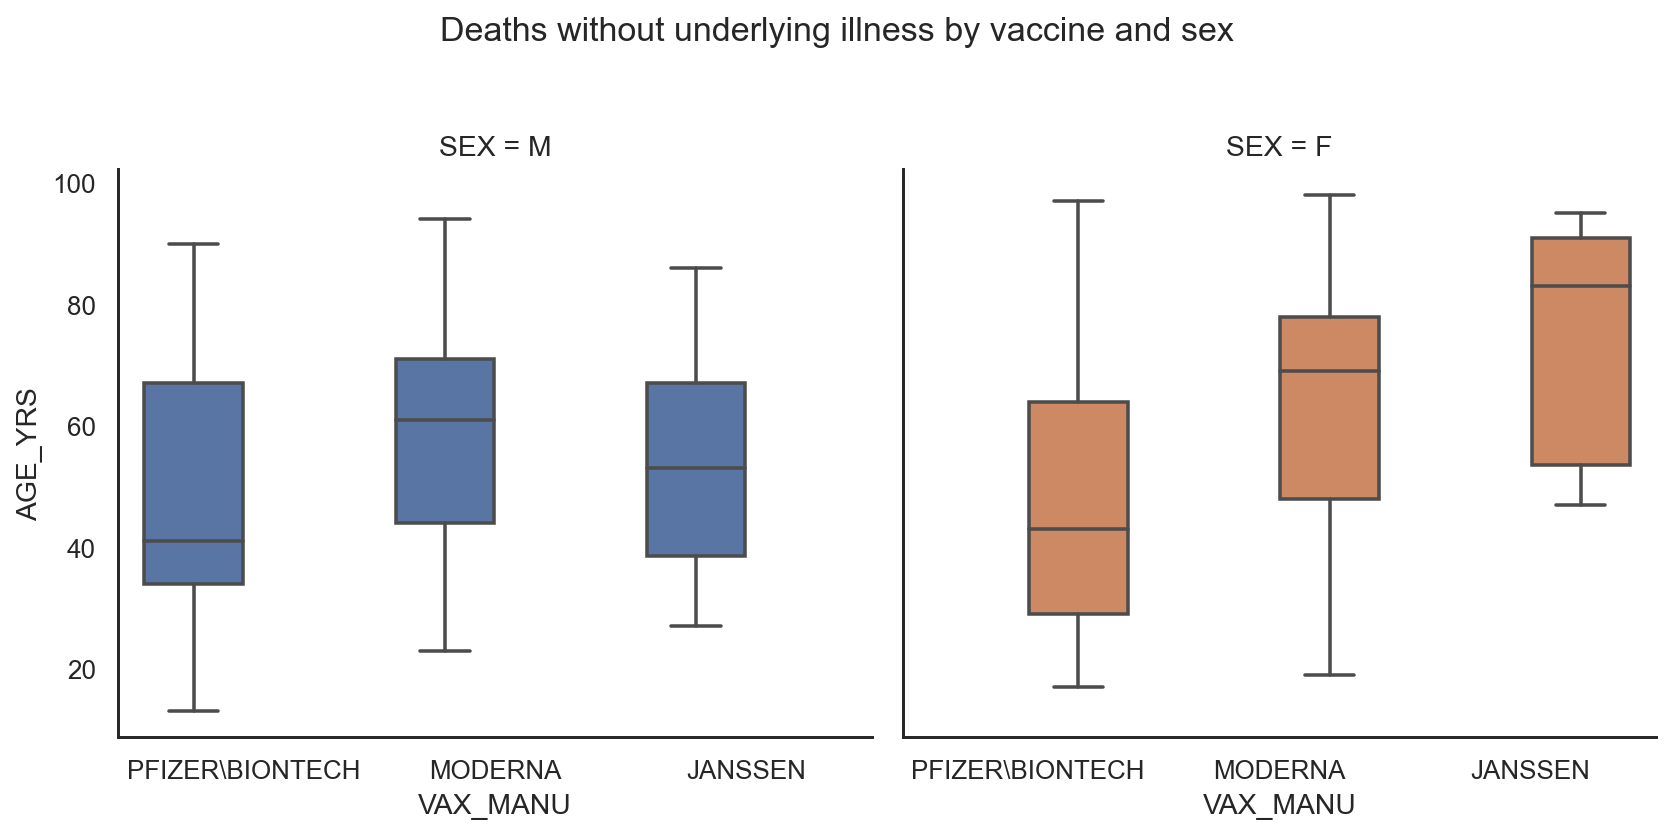 Deaths without underlying illness by vaccine and sex
SEX = M
SEX = F
100
80
60
40
20
AGE_YRS
PFIZER\BIONTECH MODERNA JANSSEN
VAX_MANU
PFIZER\BIONTECH MODERNA JANSSEN
VAX_MANU